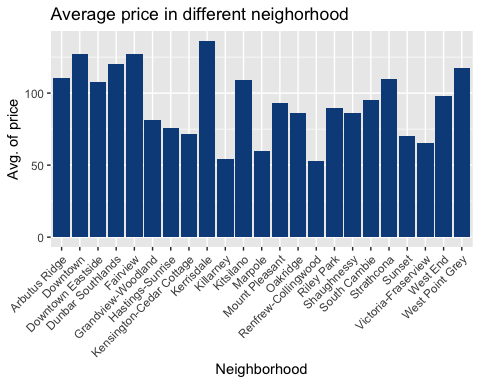 Average price in different neighorhood
Avg. of price
100
50
0
Arbutus Ridge
Downtown
Downtown Eastside
Dunbar Southlands
Fairview
Grandview-Woodland
Hastings-Sunrise
Kensington-Cedar Cottage
Kerrisdale
Killarney
Kitsilano
Marpole
Mount Pleasant
Oakridge
Renfrew-Collingwood
Riley Park
Shaughnessy
South Cambie
Strathcona
Sunset
Victoria-Fraserview
West End
West Point Grey
Neighborhood